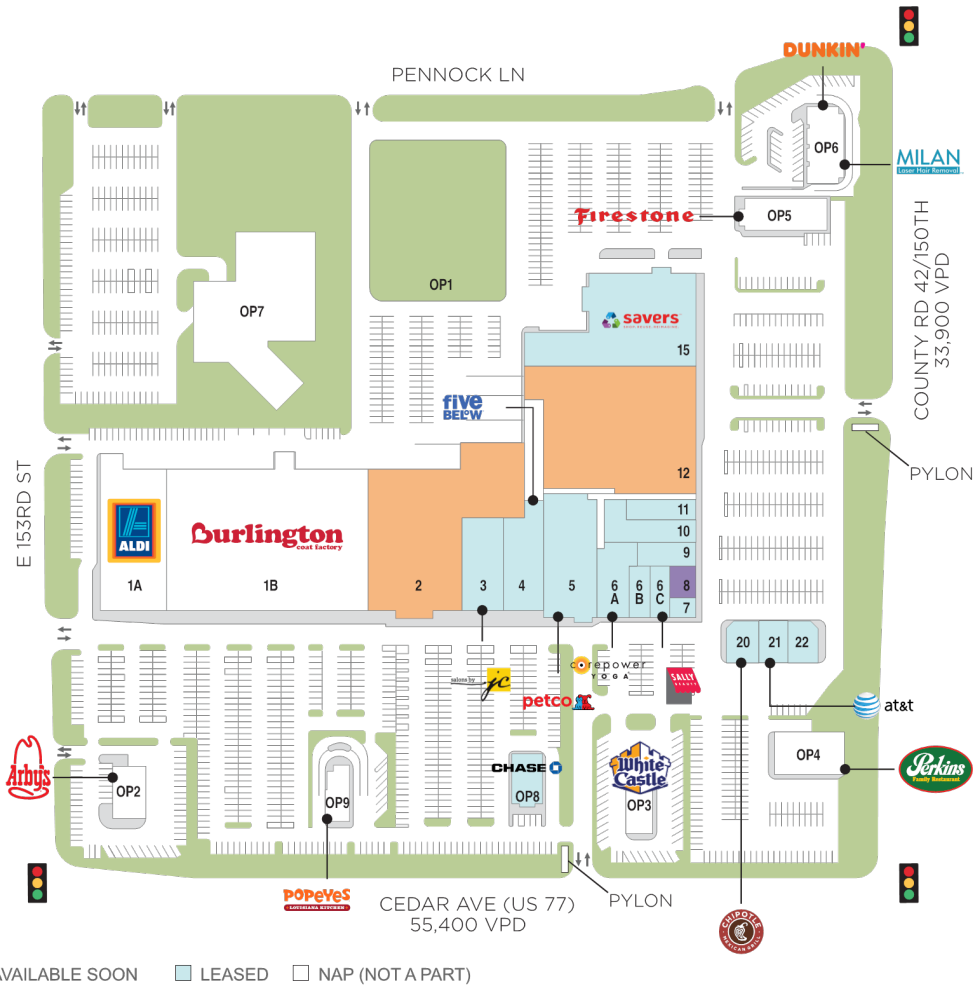 DUNKIN'
PENNOCK LN
OP6
MILAN
Laser Hair Removal
Firestone
OP5
COUNTY RD 42/150TH
33,900 VPD
OP1
OP7
savers
15
five
BELOW
12
PYLON
E 153RD ST
ALDI
Burlington
coat factory
11
10
9
1A
1B
2
3
4
5
6
A
6
B
6
C
8
7
20
21
22
corepower
YOGA
salons by jc
petco
SALLY
BEAUTY
at&t
Arby's
OP2
OP9
CHASE
OP8
White
Castle
OP3
OP4
Perkins
Family Restaurant
POPEYES
LOUISIANA KITCHEN
CEDAR AVE (US 77)
55,400 VPD
PYLON
CHIPOTLE
MEXICAN GRILL
AVAILABLE SOON
LEASED
NAP (NOT A PART)